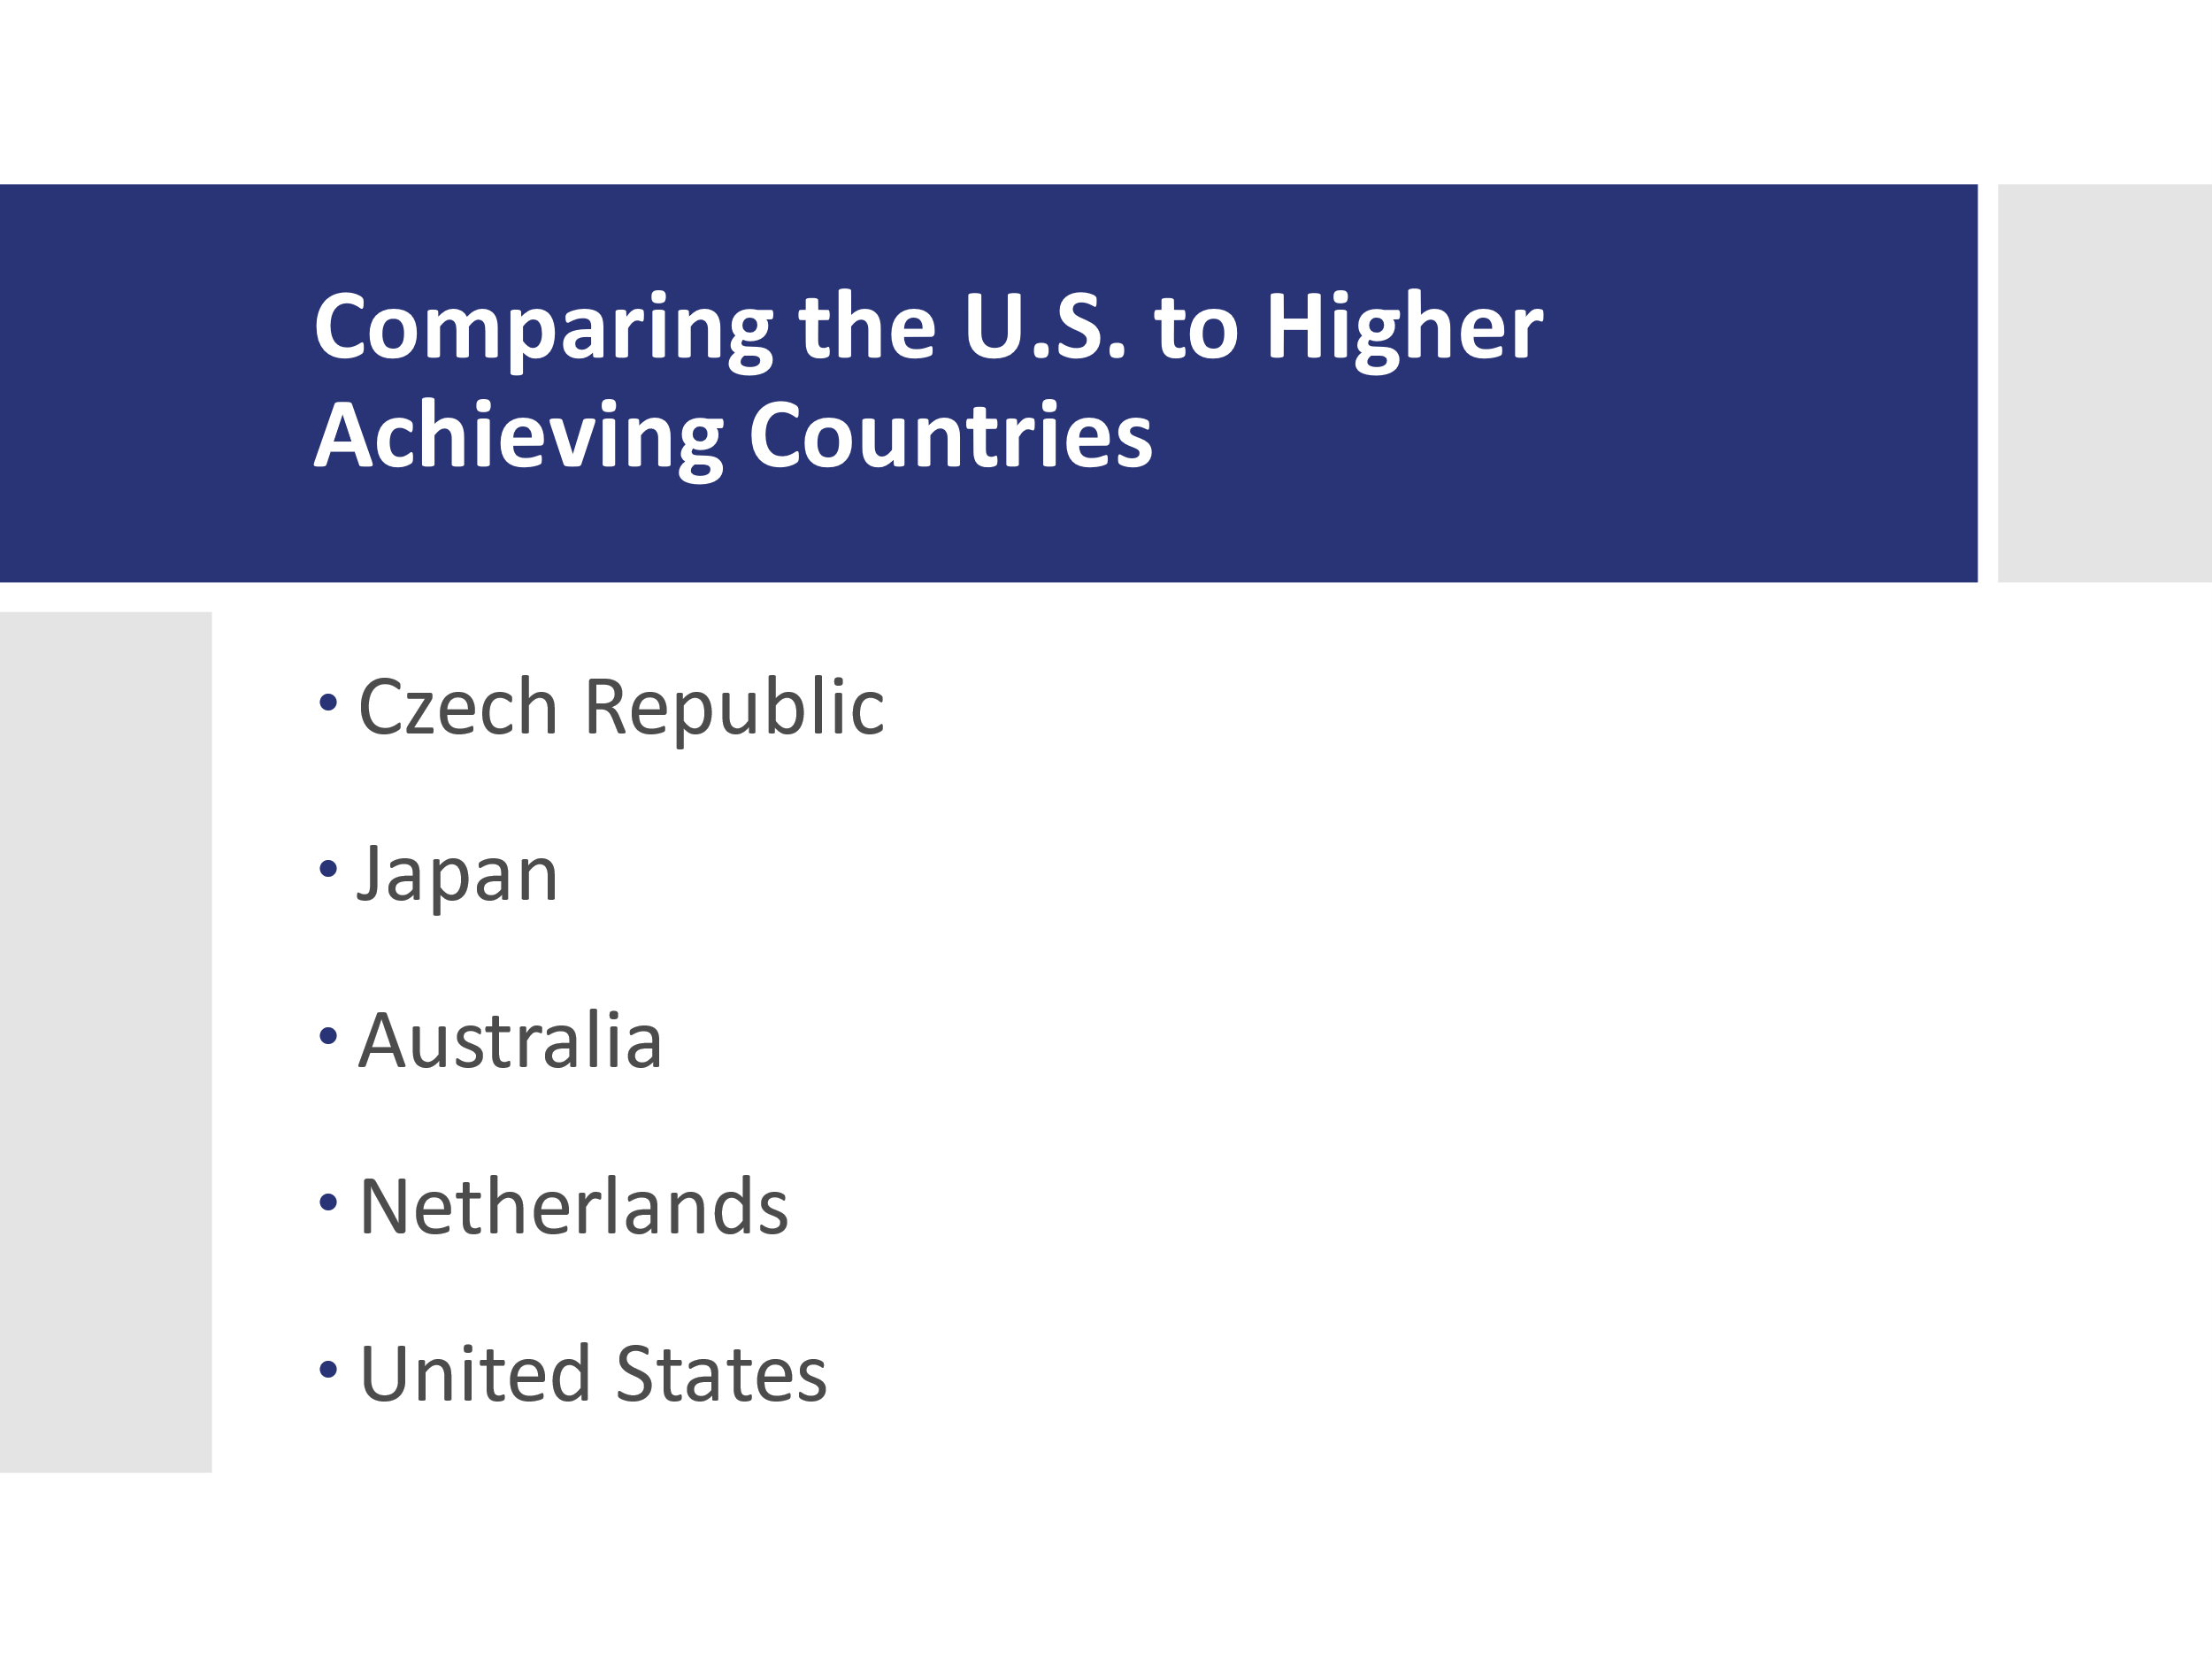 Comparing the U.S. to Higher
Achieving Countries
• Czech Republic
• Japan
• Australia
• Netherlands
• United States